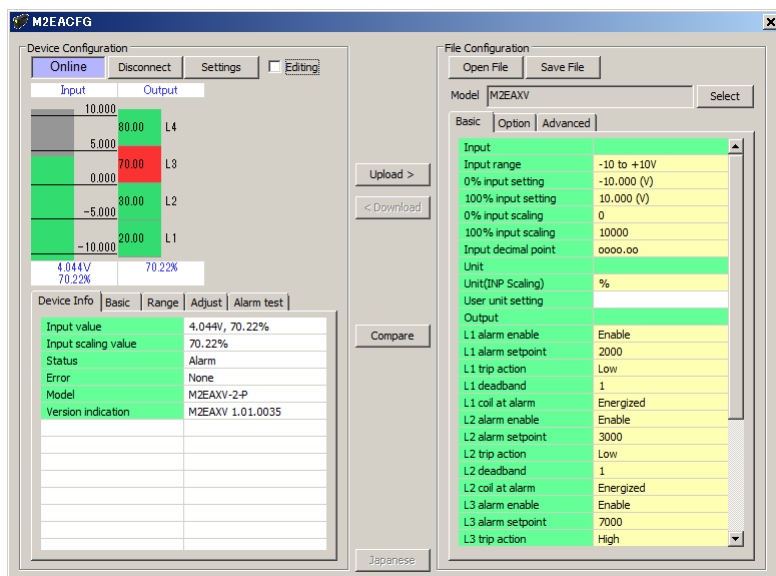 M2EACFG
Device Configuration
Online Disconnect Settings Editing
Input Output
10.000
80.00 L4
5.000
70.00 L3
0.000
30.00 L2
-5.000
20.00 L1
-10.000
4.044V 70.22%
70.22%
Device Info Basic Range Adjust Alarm test
Input value 4.044V, 70.22%
Input scaling value 70.22%
Status Alarm
Error None
Model M2EAXV-2-P
Version indication M2EAXV 1.01.0035
Upload >
< Download
Compare
Japanese
File Configuration
Open File Save File
Model M2EAXV Select
Basic Option Advanced
Input
Input range -10 to +10V
0% input setting -10.000 (V)
100% input setting 10.000 (V)
0% input scaling 0
100% input scaling 10000
Input decimal point oooo.oo
Unit
Unit(INP Scaling) %
User unit setting
Output
L1 alarm enable Enable
L1 alarm setpoint 2000
L1 trip action Low
L1 deadband 1
L1 coil at alarm Energized
L2 alarm enable Enable
L2 alarm setpoint 3000
L2 trip action Low
L2 deadband 1
L2 coil at alarm Energized
L3 alarm enable Enable
L3 alarm setpoint 7000
L3 trip action High